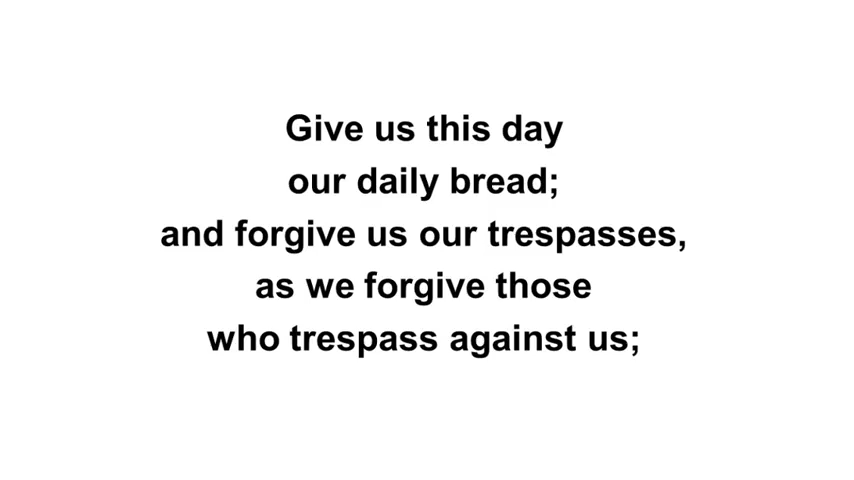 Give us this day
our daily bread;
and forgive us our trespasses,
as we forgive those
who trespass against us;